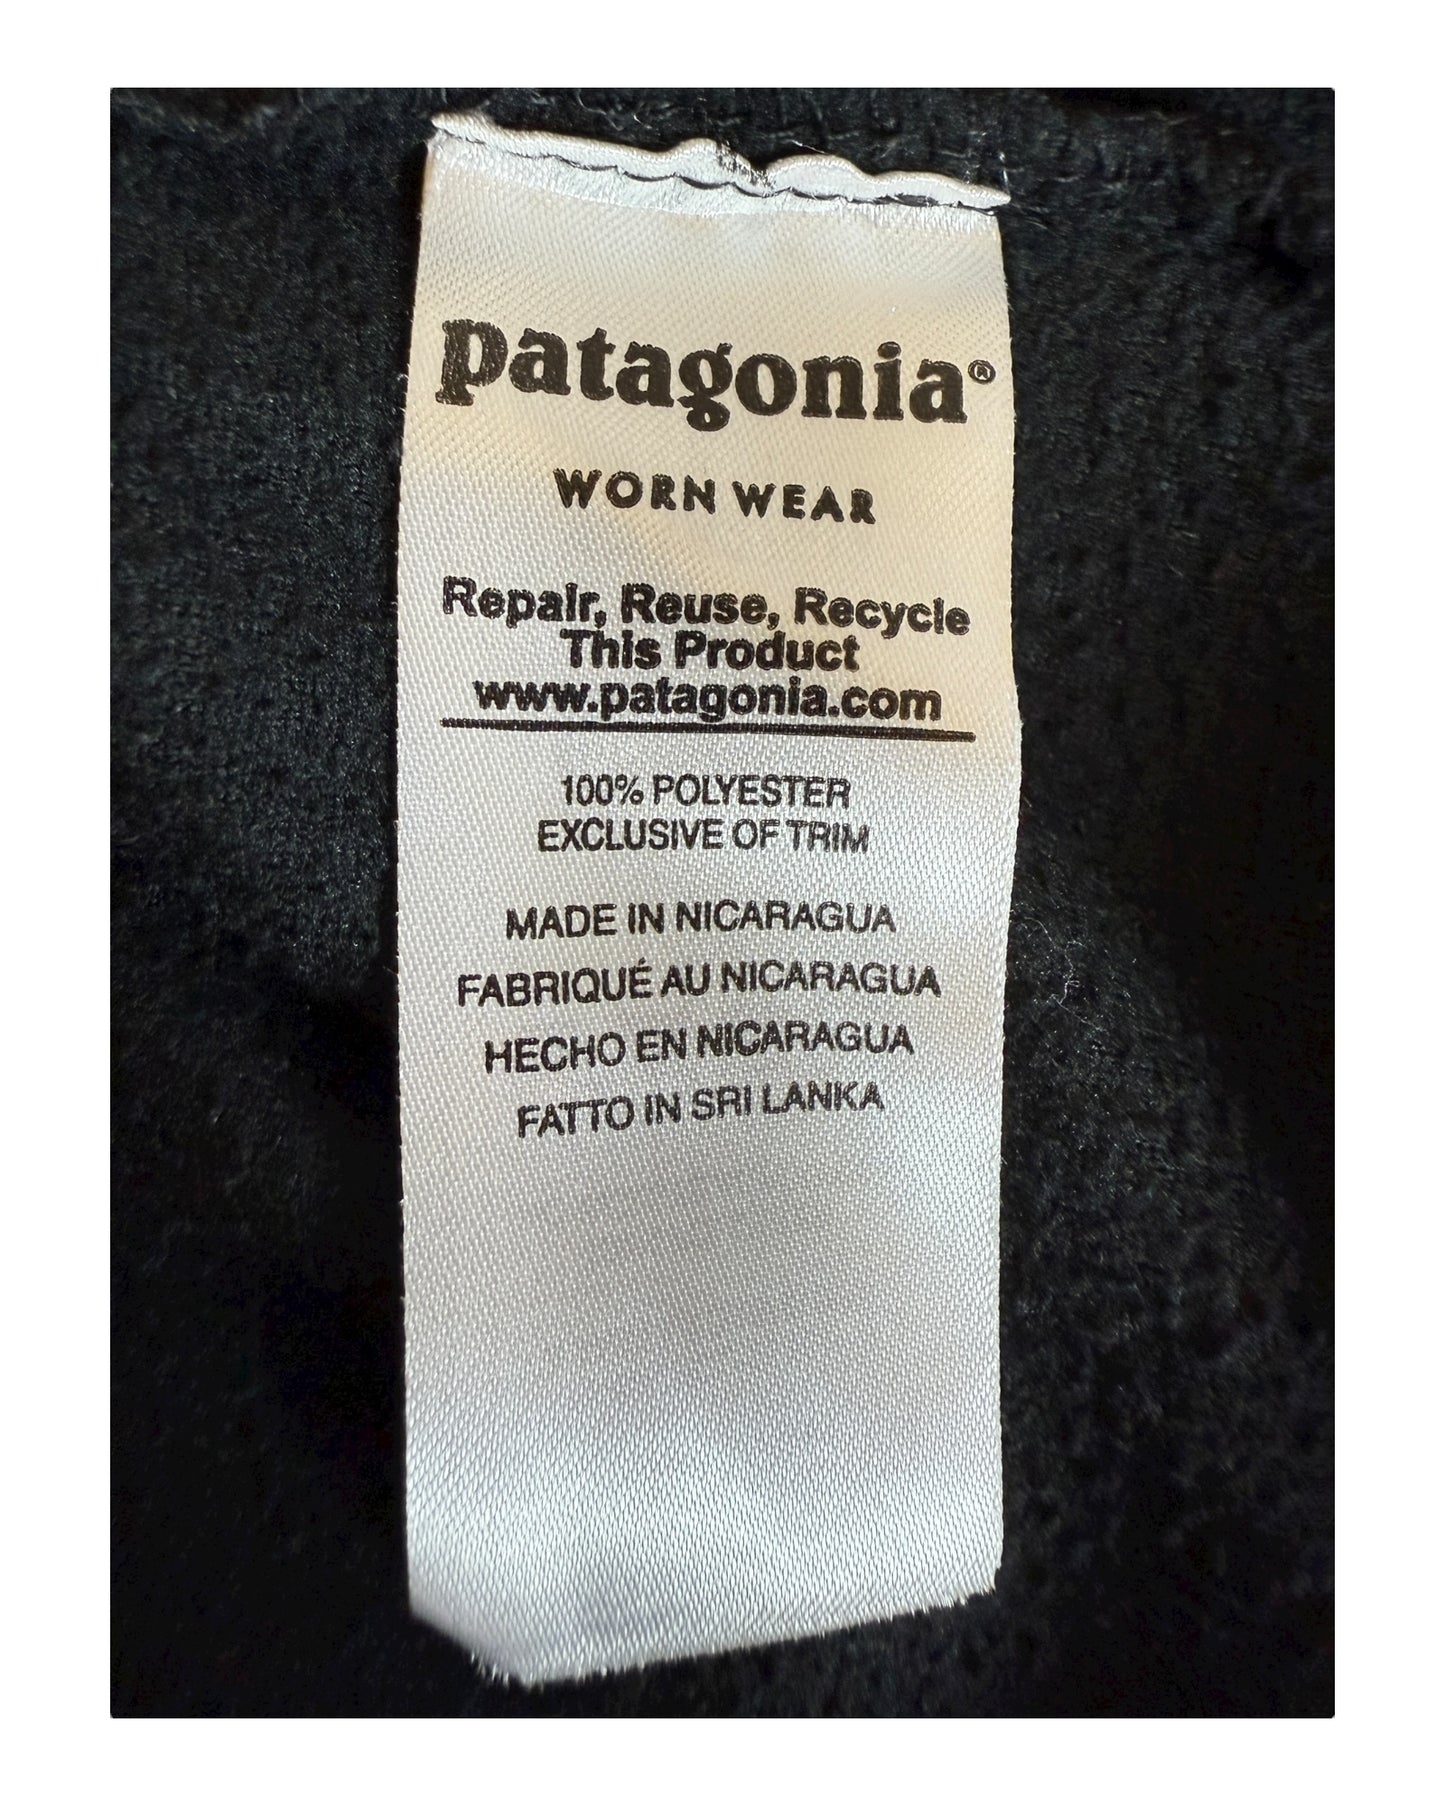 patagonia®
WORN WEAR
Repair, Reuse, Recycle
This Product
www.patagonia.com
100% POLYESTER
EXCLUSIVE OF TRIM
MADE IN NICARAGUA
FABRIQUÉ AU NICARAGUA
HECHO EN NICARAGUA
FATTO IN SRI LANKA